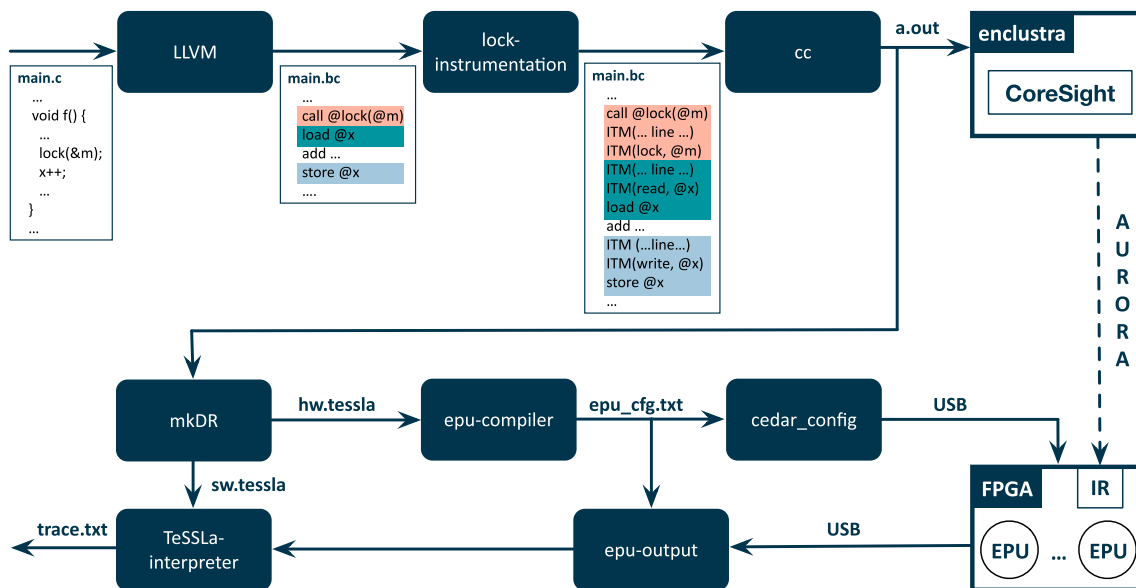 LLVM
lock-
instrumentation
cc
a.out
enclustra
CoreSight
main.c
...
void f() {
...
lock(&m);
x++;
...
}
...
main.bc
...
call @lock(@m)
load @x
add ...
store @x
....
main.bc
...
call @lock(@m)
ITM(... line ...)
ITM(lock, @m)
ITM(... line ...)
ITM(read, @x)
load @x
add ...
ITM (...line...)
ITM(write, @x)
store @x
...
AURORA
mkDR
hw.tessla
epu-compiler
epu_cfg.txt
cedar_config
USB
sw.tessla
FPGA
IR
trace.txt
TeSSLa-
interpreter
epu-output
USB
EPU ... EPU